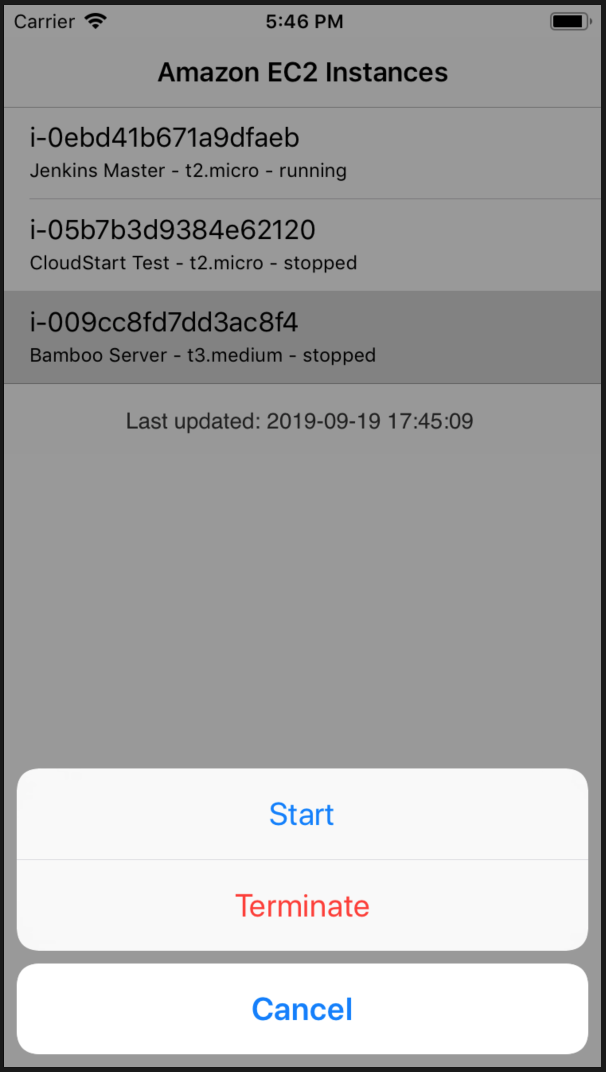 Carrier 5:46 PM
Amazon EC2 Instances
i-0ebd41b671a9dfaeb
Jenkins Master - t2.micro - running
i-05b7b3d9384e62120
CloudStart Test - t2.micro - stopped
i-009cc8fd7dd3ac8f4
Bamboo Server - t3.medium - stopped
Last updated: 2019-09-19 17:45:09
Start
Terminate
Cancel